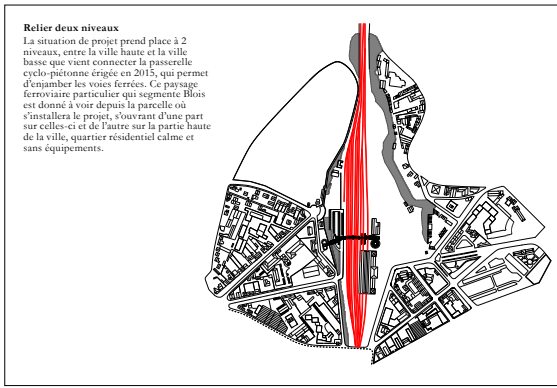 Relier deux niveaux
La situation de projet prend place à 2
niveaux, entre la ville haute et la ville
basse que vient connecter la passerelle
cyclo-piétonne érigée en 2015, qui permet
d'enjamber les voies ferrées. Ce paysage
ferroviaire particulier qui segmente Blois
est donné à voir depuis la parcelle où
s'installera le projet, s'ouvrant d'une part
sur celles-ci et de l'autre sur la partie haute
de la ville, quartier résidentiel calme et
sans équipements.